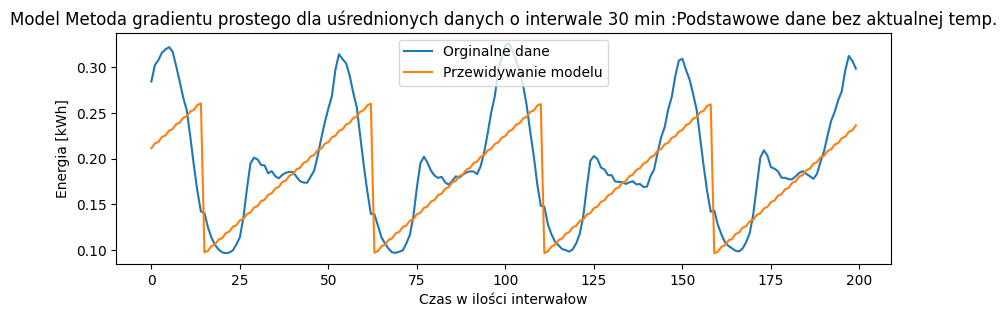 Model Metoda gradientu prostego dla uśrednionych danych o interwale 30 min :Podstawowe dane bez aktualnej temp.
Orginalne dane
Przewidywanie modelu
Energia [kWh]
0.30
0.25
0.20
0.15
0.10
0 25 50 75 100 125 150 175 200
Czas w ilości interwałow